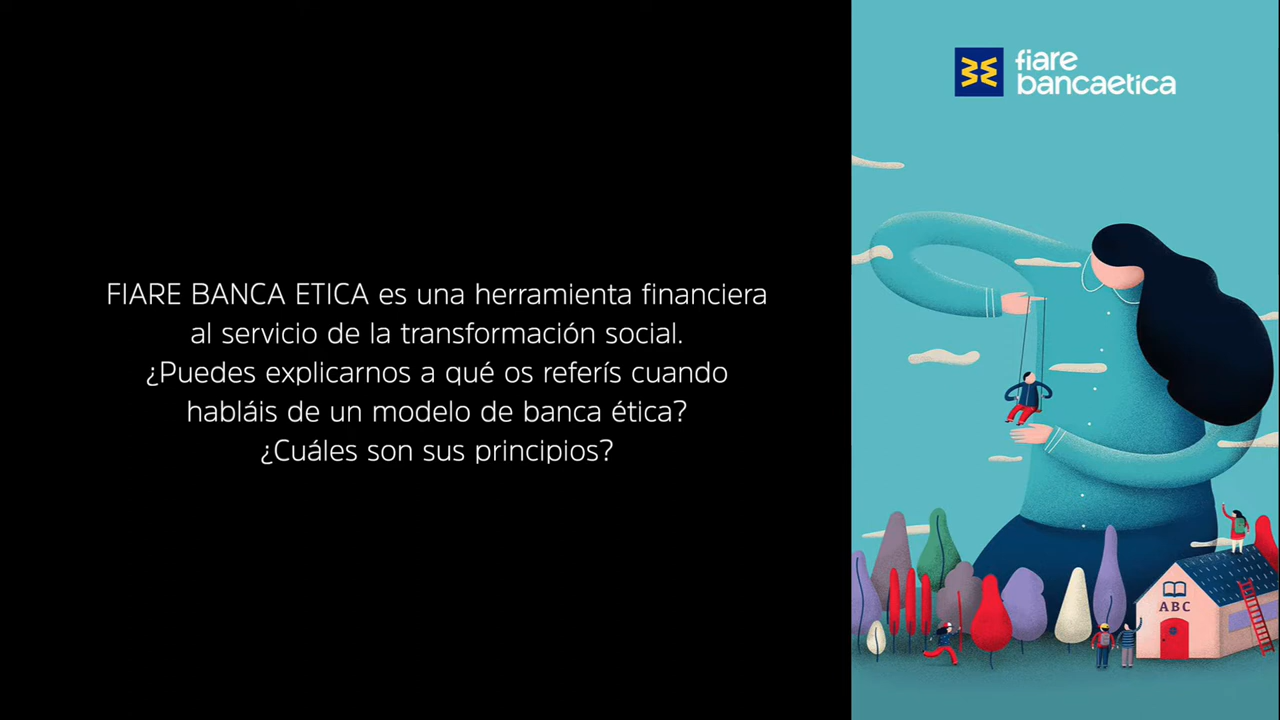 FIARE BANCA ETICA es una herramienta financiera
al servicio de la transformación social.
¿Puedes explicarnos a qué os referís cuando
habláis de un modelo de banca ética?
¿Cuáles son sus principios?
fiare
bancaetica
ABC